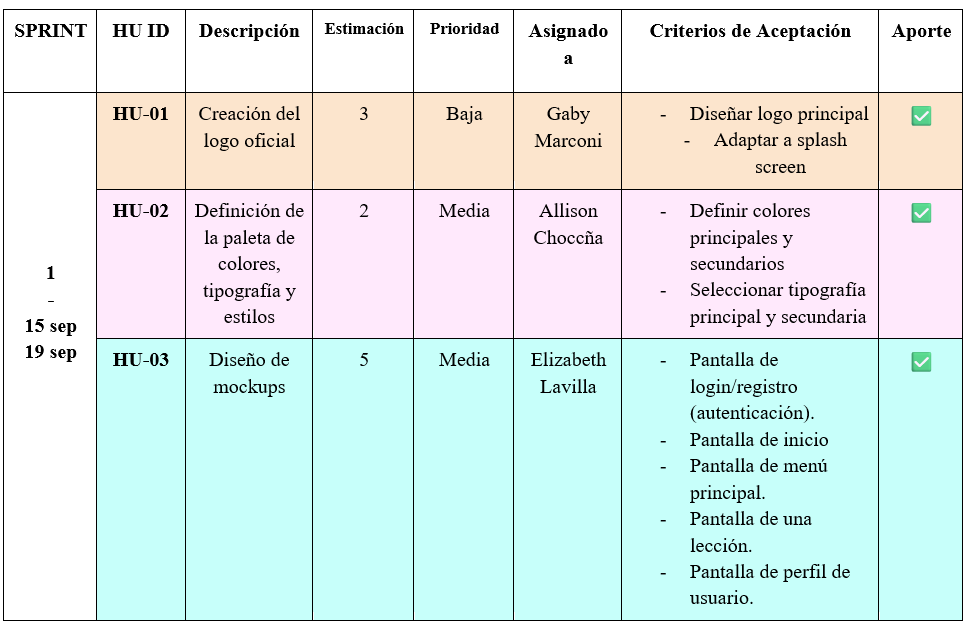 SPRINT
HU ID
Descripción
Estimación
Prioridad
Asignado
a
Criterios de Aceptación
Aporte
1
-
15 sep
19 sep
HU-01
Creación del
logo oficial
3
Baja
Gaby
Marconi
- Diseñar logo principal
- Adaptar a splash
screen
✅
HU-02
Definición de
la paleta de
colores,
tipografía y
estilos
2
Media
Allison
Choccña
- Definir colores
principales y
secundarios
- Seleccionar tipografía
principal y secundaria
✅
HU-03
Diseño de
mockups
5
Media
Elizabeth
Lavilla
- Pantalla de
login/registro
(autenticación).
- Pantalla de inicio
- Pantalla de menú
principal.
- Pantalla de una
lección.
- Pantalla de perfil de
usuario.
✅